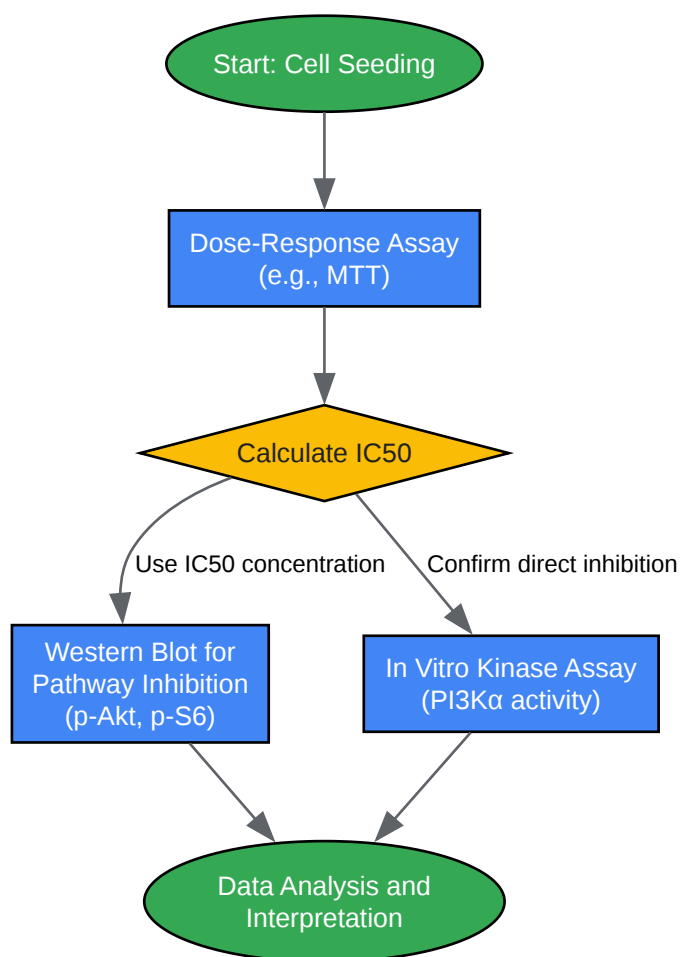 Start: Cell Seeding
Dose-Response Assay
(e.g., MTT)
Calculate IC50
Use IC50 concentration
Confirm direct inhibition
Western Blot for
Pathway Inhibition
(p-Akt, p-S6)
In Vitro Kinase Assay
(PI3Kα activity)
Data Analysis and
Interpretation